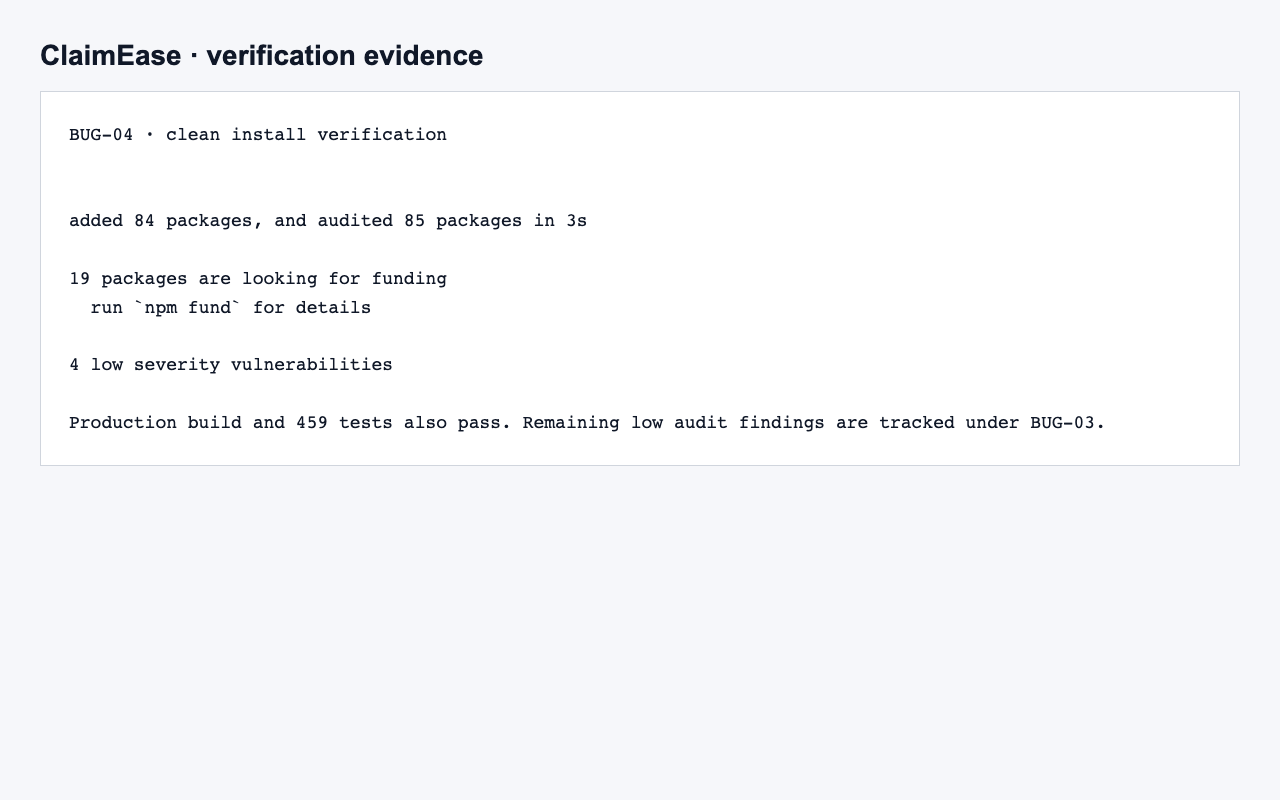 ClaimEase · verification evidence
BUG-04 · clean install verification
added 84 packages, and audited 85 packages in 3s
19 packages are looking for funding
  run `npm fund` for details
4 low severity vulnerabilities
Production build and 459 tests also pass. Remaining low audit findings are tracked under BUG-03.